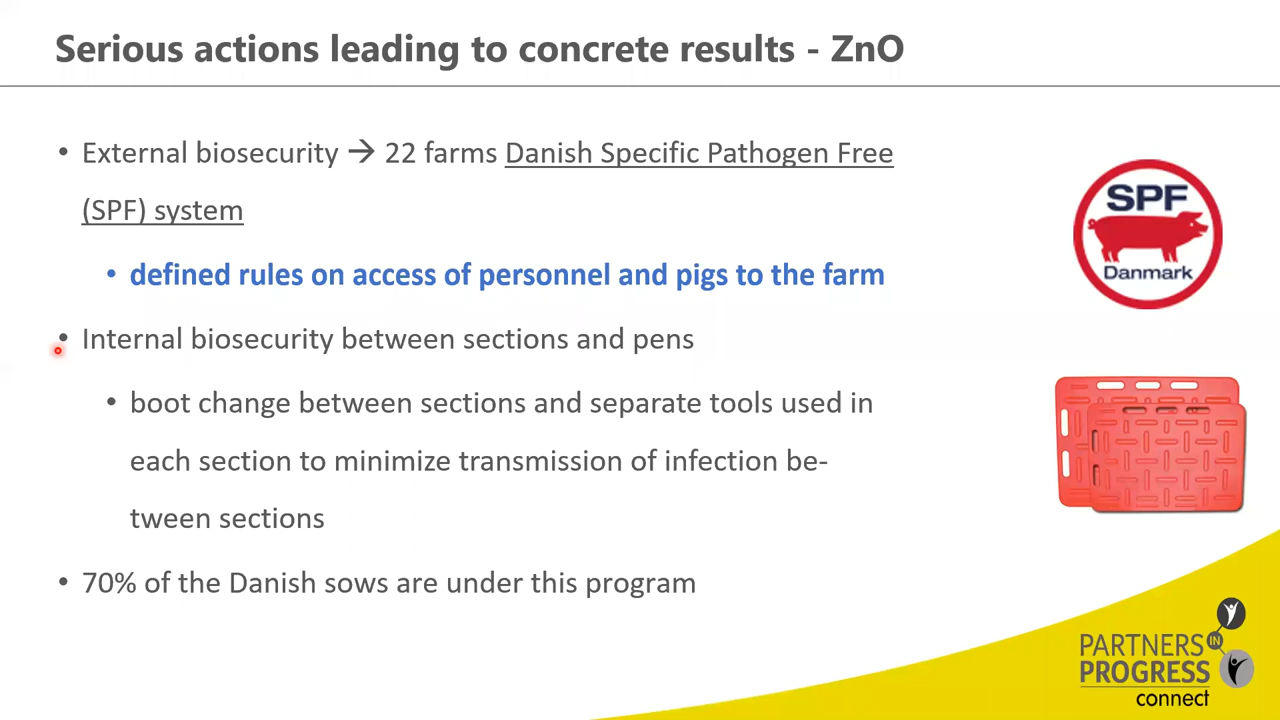 Serious actions leading to concrete results - ZnO
• External biosecurity → 22 farms Danish Specific Pathogen Free
(SPF) system
• defined rules on access of personnel and pigs to the farm
• Internal biosecurity between sections and pens
• boot change between sections and separate tools used in
each section to minimize transmission of infection be-
tween sections
• 70% of the Danish sows are under this program
SPF
Danmark
PARTNERS IN
PROGRESS
connect